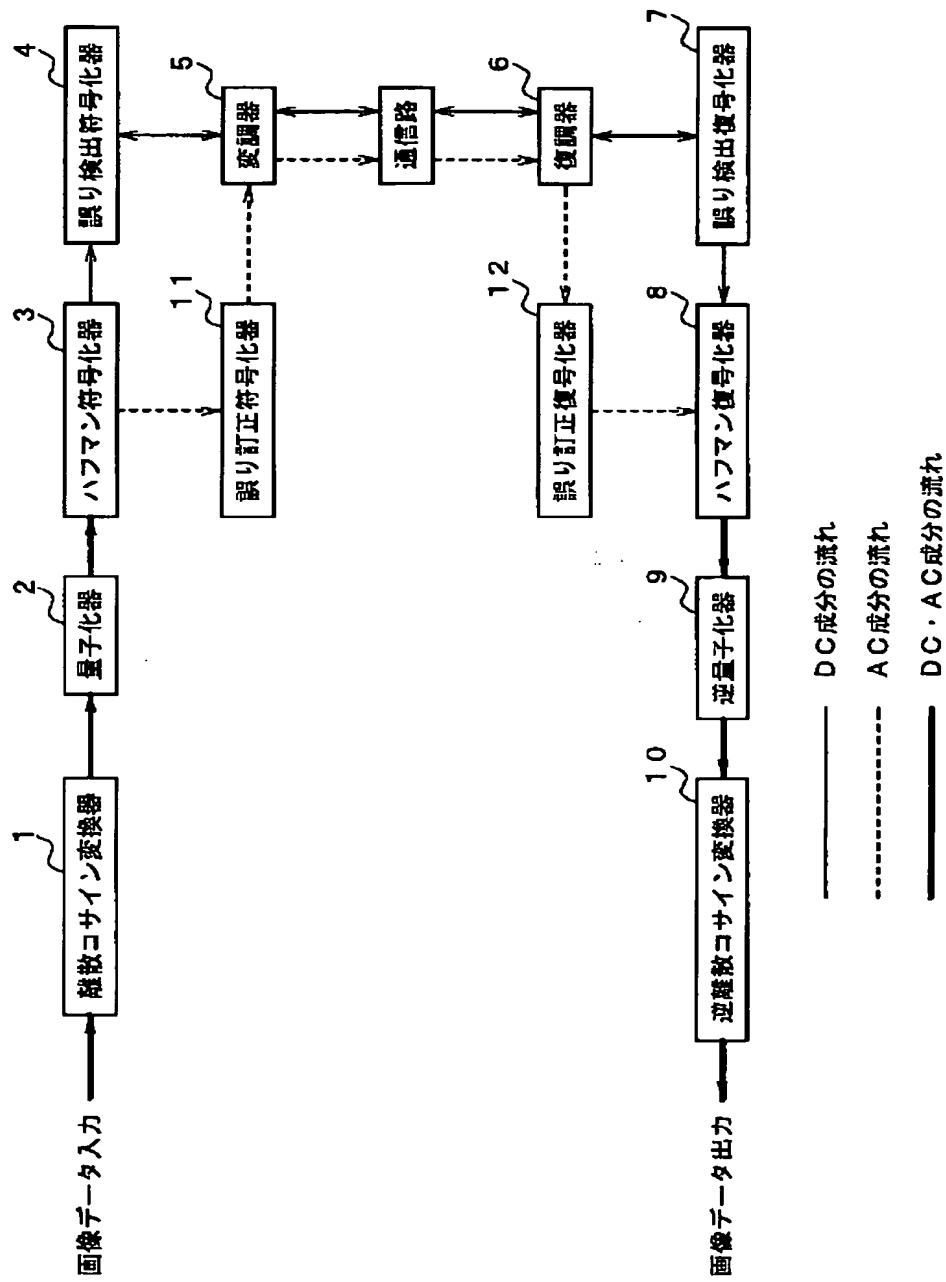 画像データ入力
1
離散コサイン変換器
2
量子化器
3
ハフマン符号化器
4
誤り検出符号化器
11
誤り訂正符号化器
5
変調器
通信路
6
復調器
12
誤り訂正復号化器
7
誤り検出復号化器
8
ハフマン復号化器
9
逆量子化器
10
逆離散コサイン変換器
画像データ出力
DC成分の流れ
AC成分の流れ
DC・AC成分の流れ